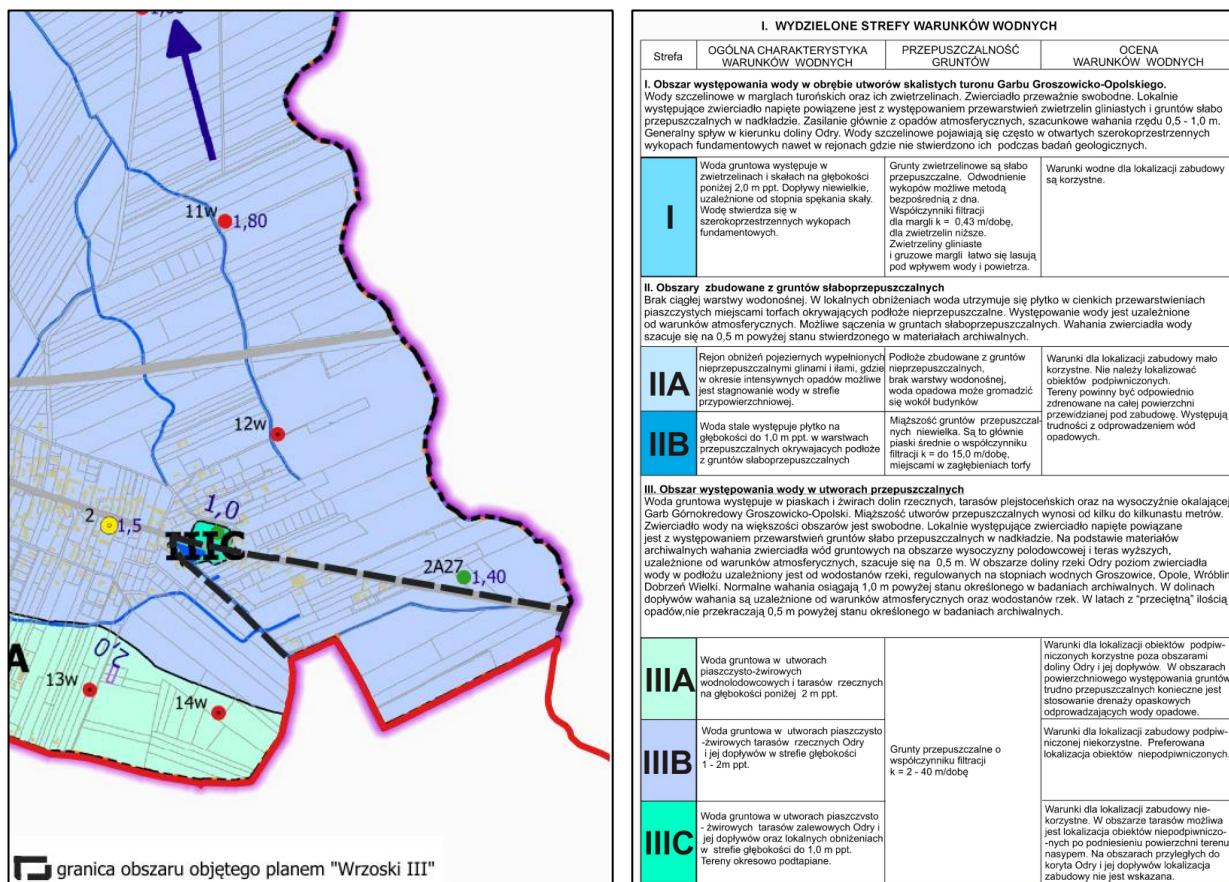 1,80
11w
12w
1,0
2
1,5
IIIC
2A27
1,40
A
2,0
13w
14w
granica obszaru objętego planem "Wrzoski III"
I. WYDZIELONE STREFY WARUNKÓW WODNYCH
Strefa
OGÓLNA CHARAKTERYSTYKA
WARUNKÓW WODNYCH
PRZEPUSZCZALNOŚĆ
GRUNTÓW
OCENA
WARUNKÓW WODNYCH
I. Obszar występowania wody w obrębie utworów skalistych turonu Garbu Groszowicko-Opolskiego.
Wody szczelinowe w marglach turońskich oraz ich zwietrzelinach. Zwierciadło przeważnie swobodne. Lokalnie
występujące zwierciadło napięte powiązene jest z występowaniem przewarstwień zwietrzelin gliniastych i gruntów słabo
przepuszczalnych w nadkładzie. Zasilanie głównie z opadów atmosferycznych, szacunkowe wahania rzędu 0,5 - 1,0 m.
Generalny spływ w kierunku doliny Odry. Wody szczelinowe pojawiają się często w otwartych szerokoprzestrzennych
wykopach fundamentowych nawet w rejonach gdzie nie stwierdzono ich podczas badań geologicznych.
I
Woda gruntowa występuje w
zwietrzelinach i skałach na głębokości
poniżej 2,0 m ppt. Dopływy niewielkie,
uzależnione od stopnia spękania skały.
Wodę stwierdza się w
szerokoprzestrzennych wykopach
fundamentowych.
Grunty zwietrzelinowe są słabo
przepuszczalne. Odwodnienie
wykopów możliwe metodą
bezpośrednią z dna.
Współczynniki filtracji
dla margli k = 0,43 m/dobę,
dla zwietrzelin niższe.
Zwietrzeliny gliniaste
i gruzowe margli łatwo się lasują
pod wpływem wody i powietrza.
Warunki wodne dla lokalizacji zabudowy
są korzystne.
II. Obszary zbudowane z gruntów słaboprzepuszczalnych
Brak ciągłej warstwy wodonośnej. W lokalnych obniżeniach woda utrzymuje się płytko w cienkich przewarstwieniach
piaszczystych miejscami torfach okrywających podłoże nieprzepuszczalne. Występowanie wody jest uzależnione
od warunków atmosferycznych. Możliwe sączenia w gruntach słaboprzepuszczalnych. Wahania zwierciadła wody
szacuje się na 0,5 m powyżej stanu stwierdzonego w materiałach archiwalnych.
IIA
Rejon obniżeń pojeziernych wypełnionych
nieprzepuszczalnymi glinami i iłami, gdzie
w okresie intensywnych opadów możliwe
jest stagnowanie wody w strefie
przypowierzchniowej.
Podłoże zbudowane z gruntów
nieprzepuszczalnych,
brak warstwy wodonośnej,
woda opadowa może gromadzić
się wokół budynków
Warunki dla lokalizacji zabudowy mało
korzystne. Nie należy lokalizować
obiektów podpiwniczonych.
Tereny powinny być odpowiednio
zdrenowane na całej powierzchni
przewidzianej pod zabudowę. Występują
trudności z odprowadzeniem wód
opadowych.
IIB
Woda stale występuje płytko na
głębokości do 1,0 m ppt. w warstwach
przepuszczalnych okrywajacych podłoże
z gruntów słaboprzepuszczalnych
Miąższość gruntów przepuszczal-
nych niewielka. Są to głównie
piaski średnie o współczynniku
filtracji k = do 15,0 m/dobę,
miejscami w zagłębieniach torfy
III. Obszar występowania wody w utworach przepuszczalnych
Woda gruntowa występuje w piaskach i żwirach dolin rzecznych, tarasów plejstoceńskich oraz na wysoczyźnie okalającej
Garb Górnokredowy Groszowicko-Opolski. Miąższość utworów przepuszczalnych wynosi od kilku do kilkunastu metrów.
Zwierciadło wody na większości obszarów jest swobodne. Lokalnie występujące zwierciadło napięte powiązane
jest z występowaniem przewarstwień gruntów słabo przepuszczalnych w nadkładzie. Na podstawie materiałów
archiwalnych wahania zwierciadła wód gruntowych na obszarze wysoczyzny polodowcowej i teras wyższych,
uzależnione od warunków atmosferycznych, szacuje się na 0,5 m. W obszarze doliny rzeki Odry poziom zwierciadła
wody w podłożu uzależniony jest od wodostanów rzeki, regulowanych na stopniach wodnych Groszowice, Opole, Wróblin
Dobrzeń Wielki. Normalne wahania osiągają 1,0 m powyżej stanu określonego w badaniach archiwalnych. W dolinach
dopływów wahania są uzależnione od warunków atmosferycznych oraz wodostanów rzek. W latach z "przeciętną" ilością
opadów,nie przekraczają 0,5 m powyżej stanu określonego w badaniach archiwalnych.
IIIA
Woda gruntowa w utworach
piaszczysto-żwirowych
wodnolodowcowych i tarasów rzecznych
na głębokości poniżej 2 m ppt.
Warunki dla lokalizacji obiektów podpiw-
niczonych korzystne poza obszarami
doliny Odry i jej dopływów. W obszarach
powierzchniowego występowania gruntów
trudno przepuszczalnych konieczne jest
stosowanie drenaży opaskowych
odprowadzających wody opadowe.
IIIB
Woda gruntowa w utworach piaszczysto
-żwirowych tarasów rzecznych Odry
i jej dopływów w strefie głębokości
1 - 2m ppt.
Grunty przepuszczalne o
współczynniku filtracji
k = 2 - 40 m/dobę
Warunki dla lokalizacji zabudowy podpiw-
niczonej niekorzystne. Preferowana
lokalizacja obiektów niepodpiwniczonych.
IIIC
Woda gruntowa w utworach piaszczysto
- żwirowych tarasów zalewowych Odry i
jej dopływów oraz lokalnych obniżeniach
w strefie głębokości do 1,0 m ppt.
Tereny okresowo podtapiane.
Warunki dla lokalizacji zabudowy nie-
korzystne. W obszarze tarasów możliwa
jest lokalizacja obiektów niepodpiwniczo-
-nych po podniesieniu powierzchni terenu
nasypem. Na obszarach przyległych do
koryta Odry i jej dopływów lokalizacja
zabudowy nie jest wskazana.